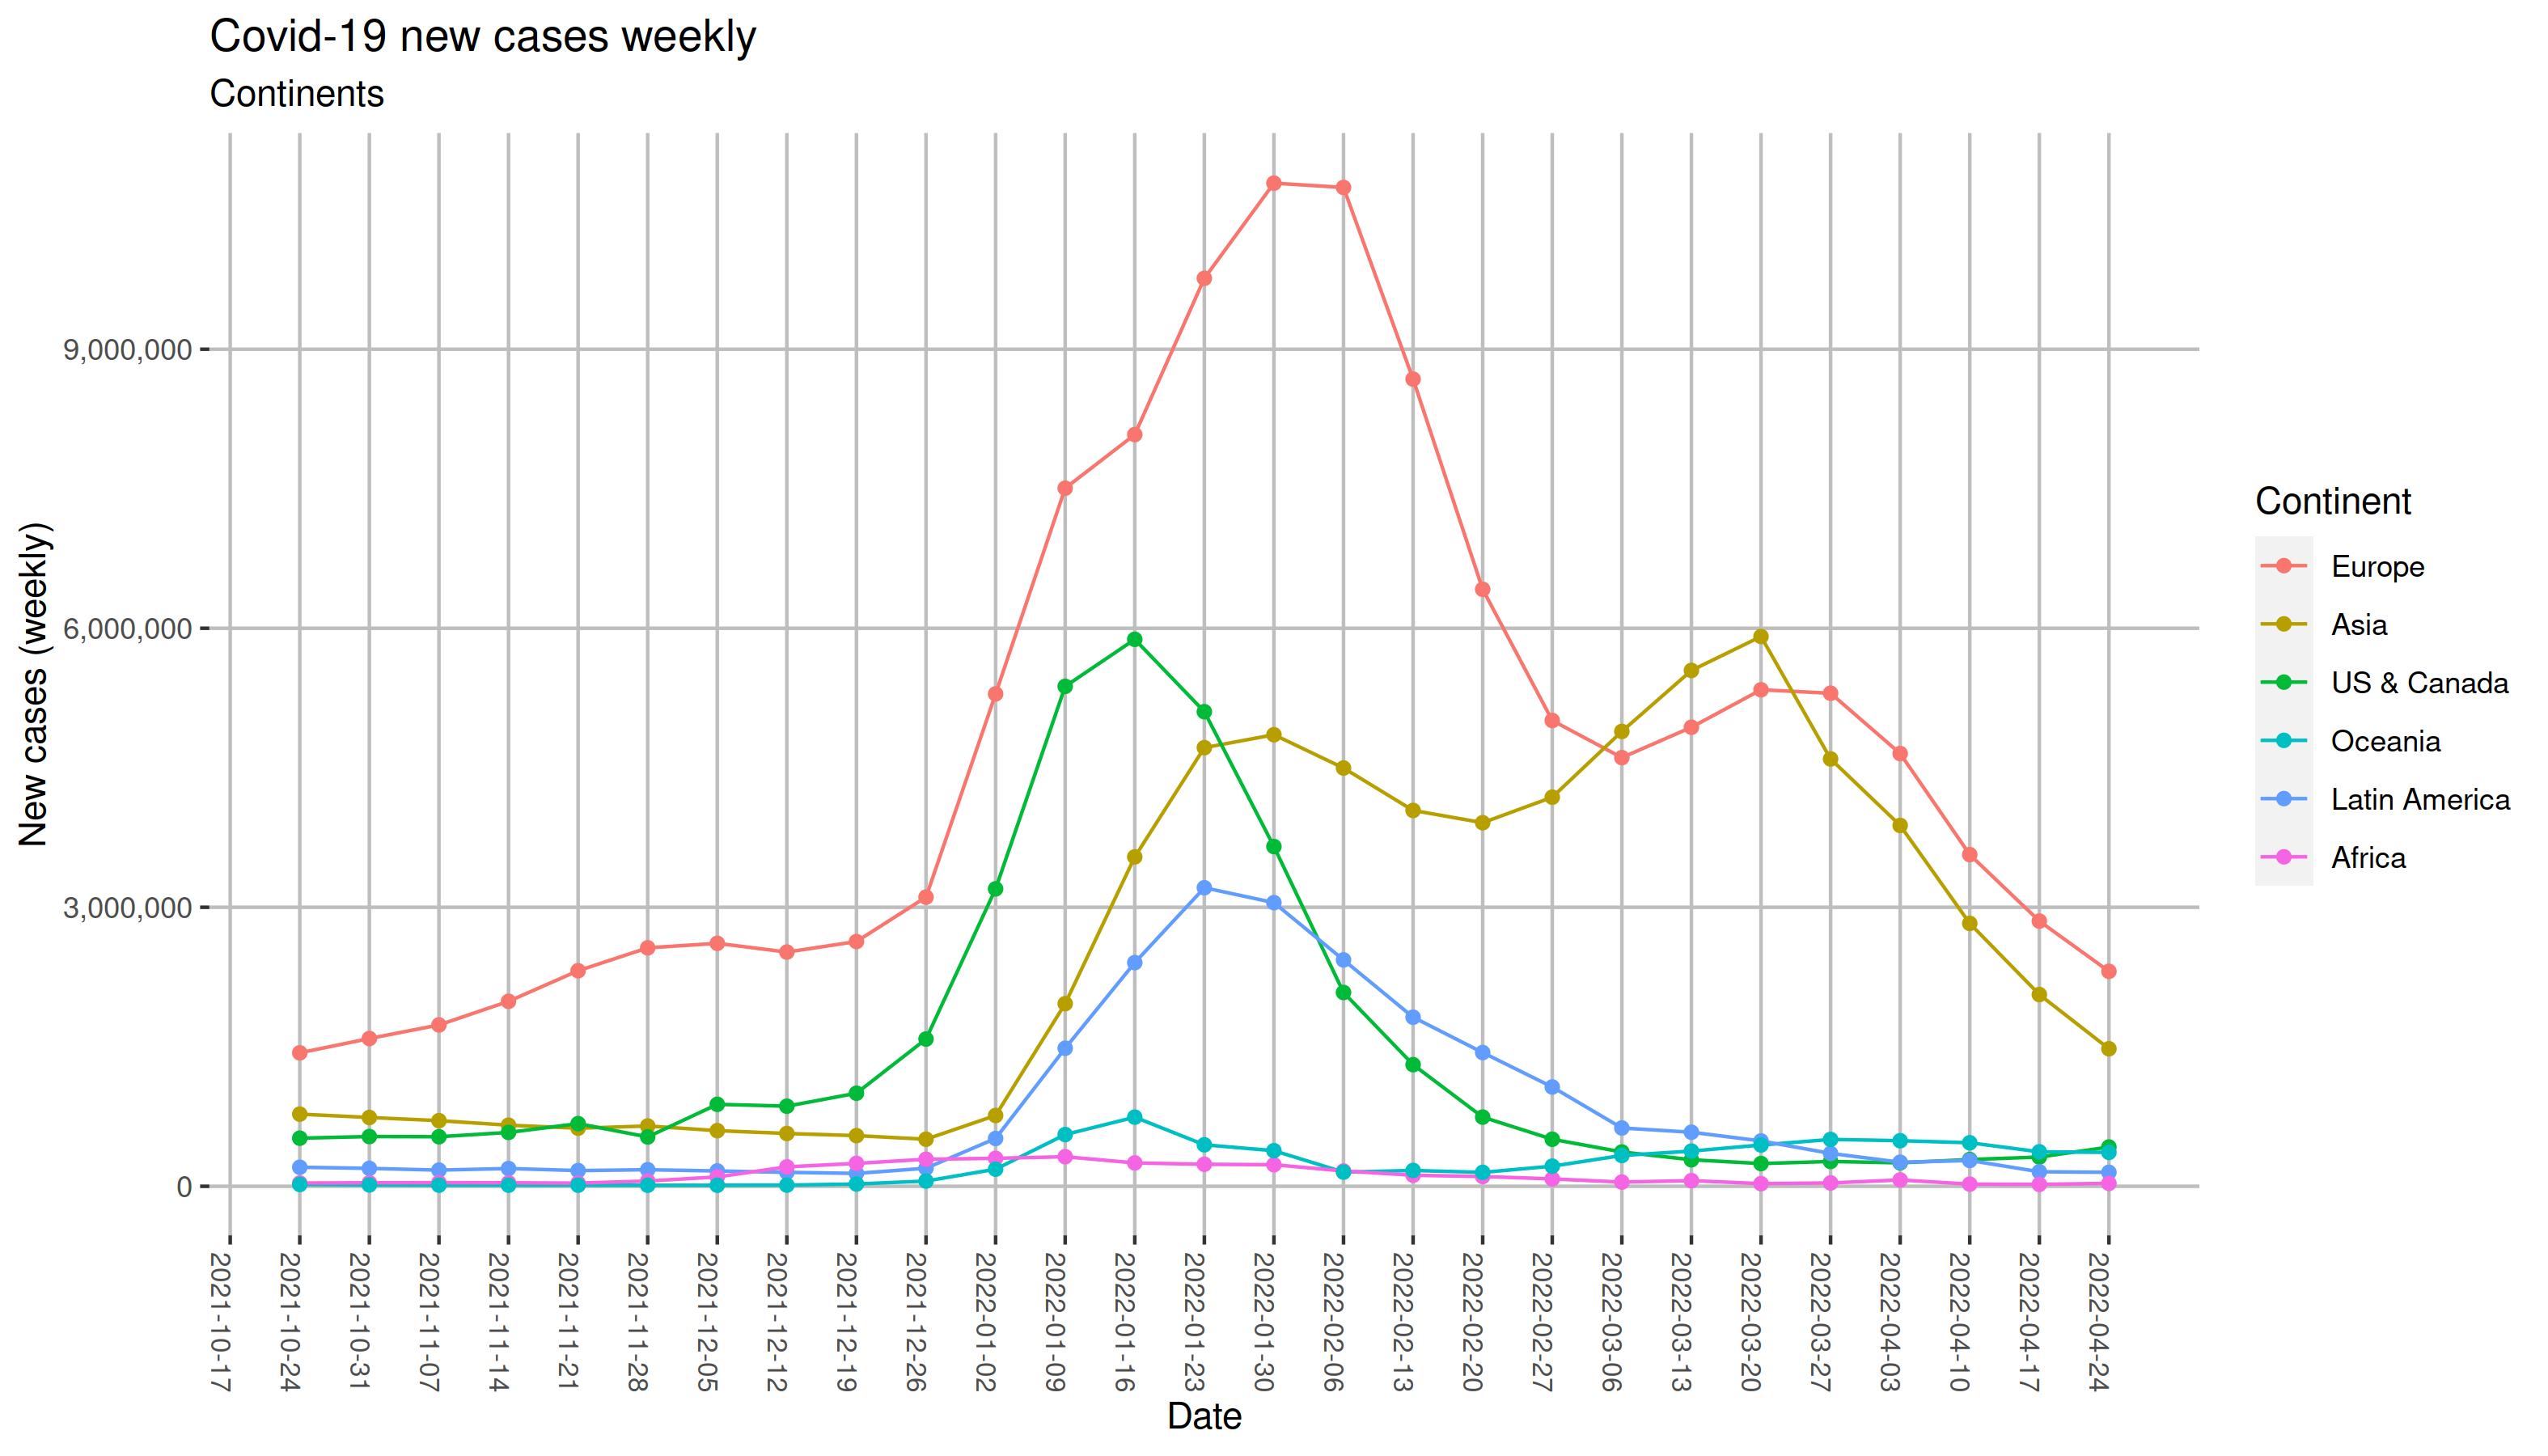 Covid-19 new cases weekly
Continents
New cases (weekly)
9,000,000
6,000,000
3,000,000
0
2021-10-17
2021-10-24
2021-10-31
2021-11-07
2021-11-14
2021-11-21
2021-11-28
2021-12-05
2021-12-12
2021-12-19
2021-12-26
2022-01-02
2022-01-09
2022-01-16
2022-01-23
2022-01-30
2022-02-06
2022-02-13
2022-02-20
2022-02-27
2022-03-06
2022-03-13
2022-03-20
2022-03-27
2022-04-03
2022-04-10
2022-04-17
2022-04-24
Date
Continent
Europe
Asia
US & Canada
Oceania
Latin America
Africa